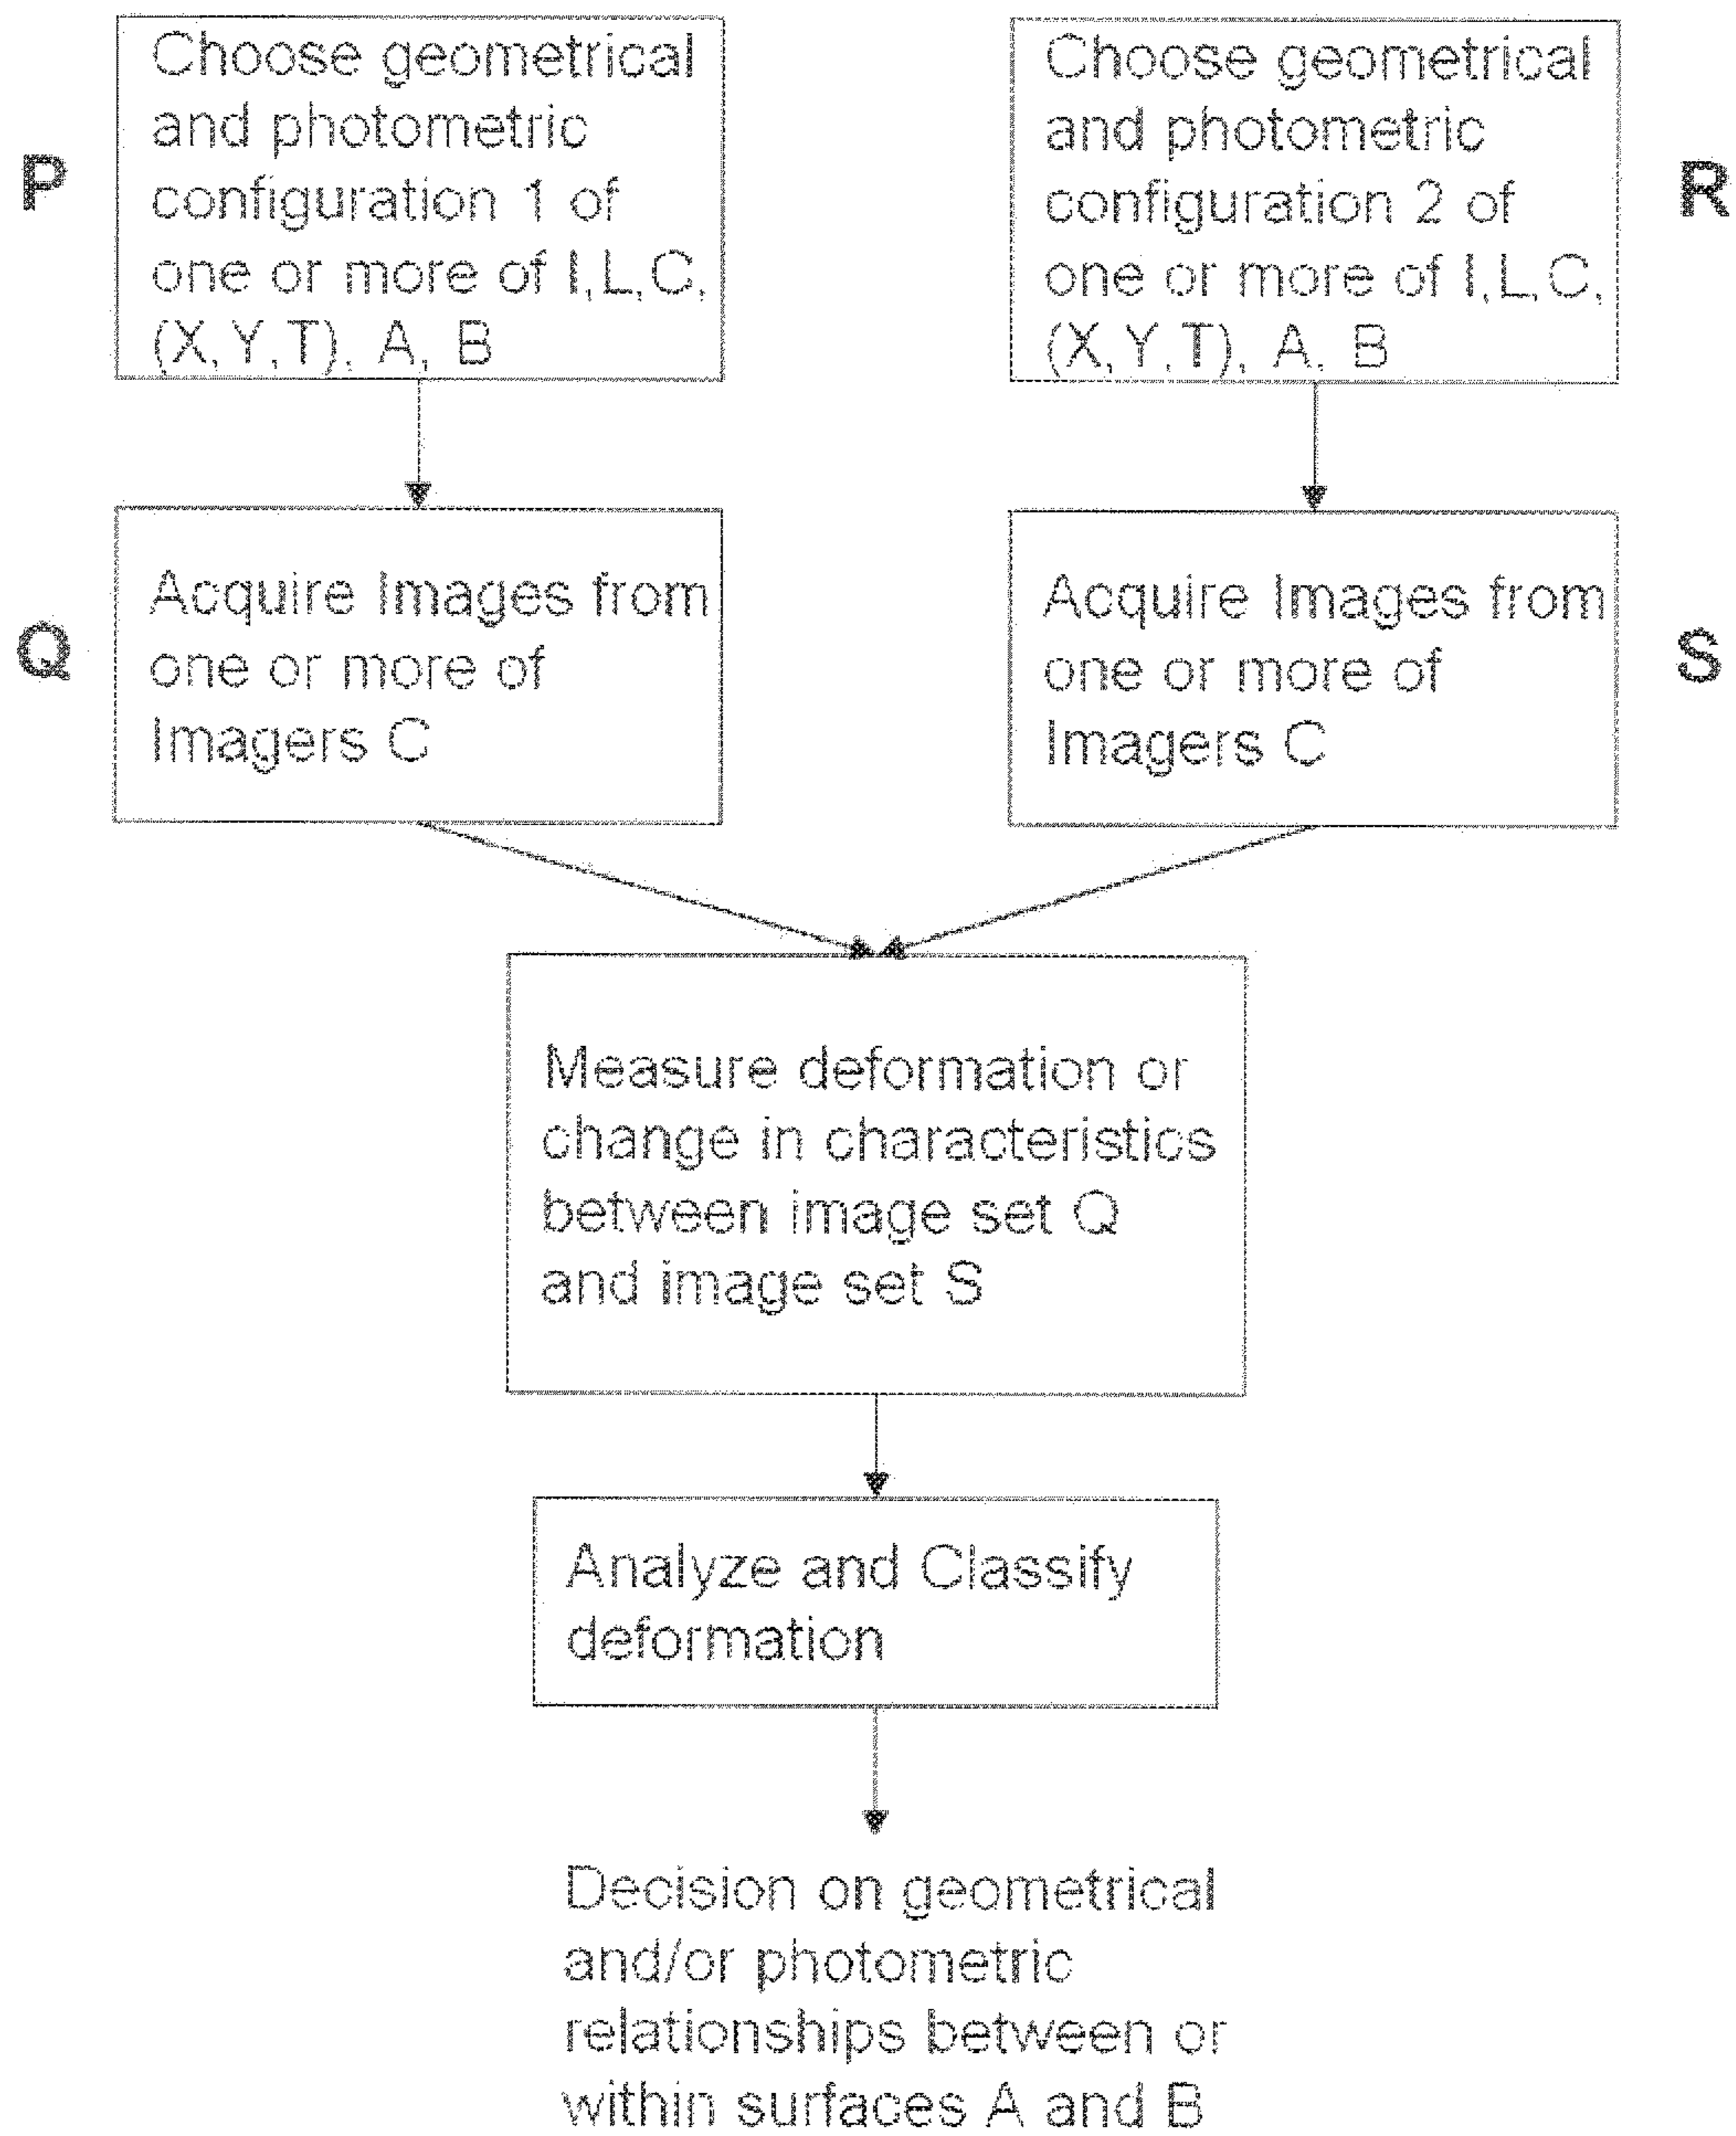 P
Choose geometrical
and photometric
configuration 1 of
one or more of I,L,C,
(X,Y,T), A, B
Choose geometrical
and photometric
configuration 2 of
one or more of I,L,C,
(X,Y,T), A, B
R
Q
Acquire Images from
one or more of
Imagers C
Acquire Images from
one or more of
Imagers C
S
Measure deformation or
change in characteristics
between image set Q
and image set S
Analyze and Classify
deformation
Decision on geometrical
and/or photometric
relationships between or
within surfaces A and B